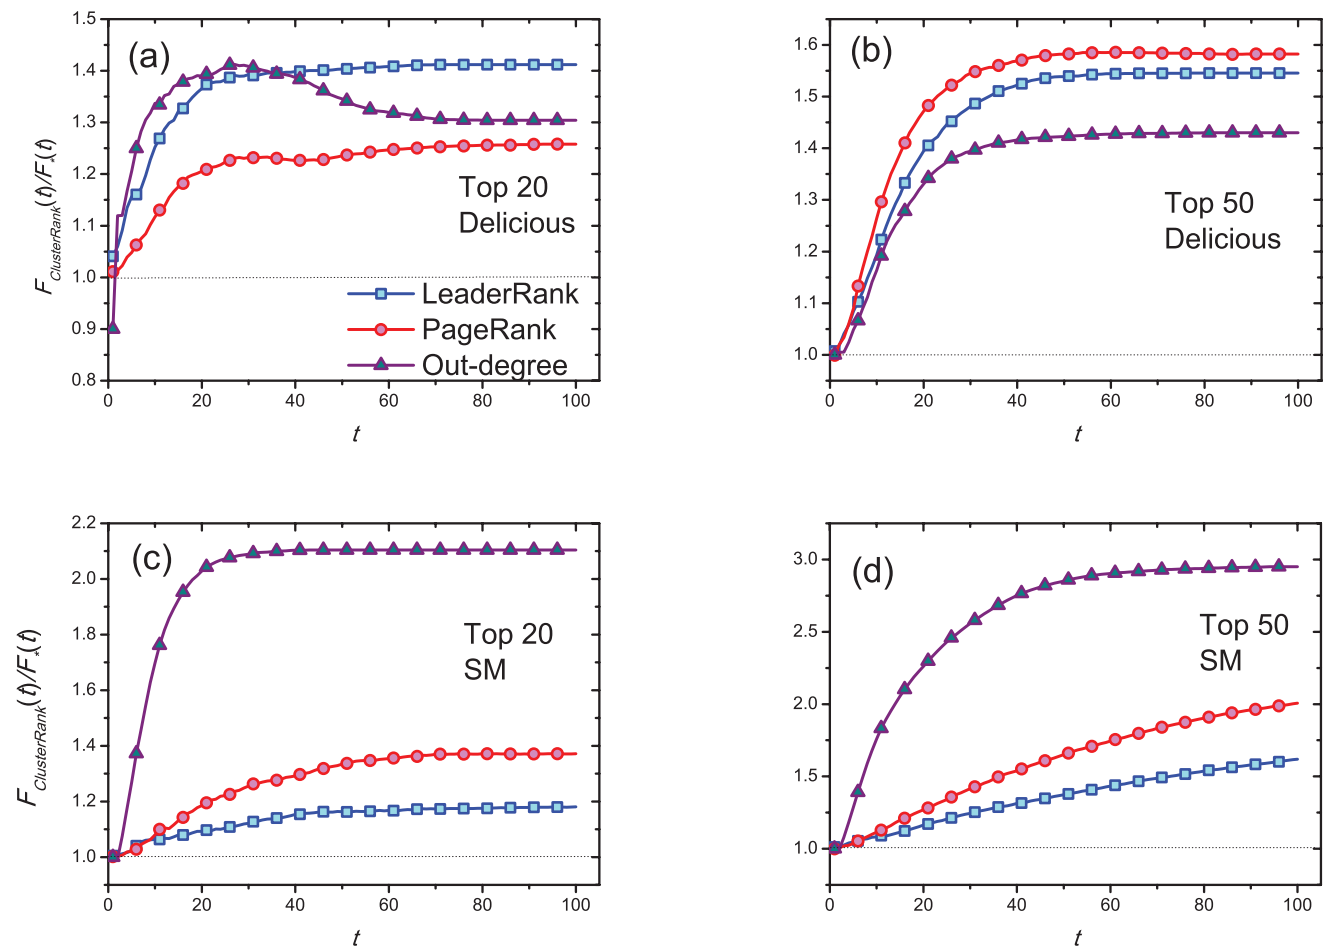 1.5
1.4
1.3
1.2
1.1
1.0
0.9
0.8
F_ClusterRank(t)/F_*(t)
(a)
Top 20
Delicious
LeaderRank
PageRank
Out-degree
0 20 40 60 80 100
t
1.6
1.5
1.4
1.3
1.2
1.1
1.0
(b)
Top 50
Delicious
0 20 40 60 80 100
t
2.2
2.0
1.8
1.6
1.4
1.2
1.0
F_ClusterRank(t)/F_*(t)
(c)
Top 20
SM
0 20 40 60 80 100
t
3.0
2.5
2.0
1.5
1.0
(d)
Top 50
SM
0 20 40 60 80 100
t